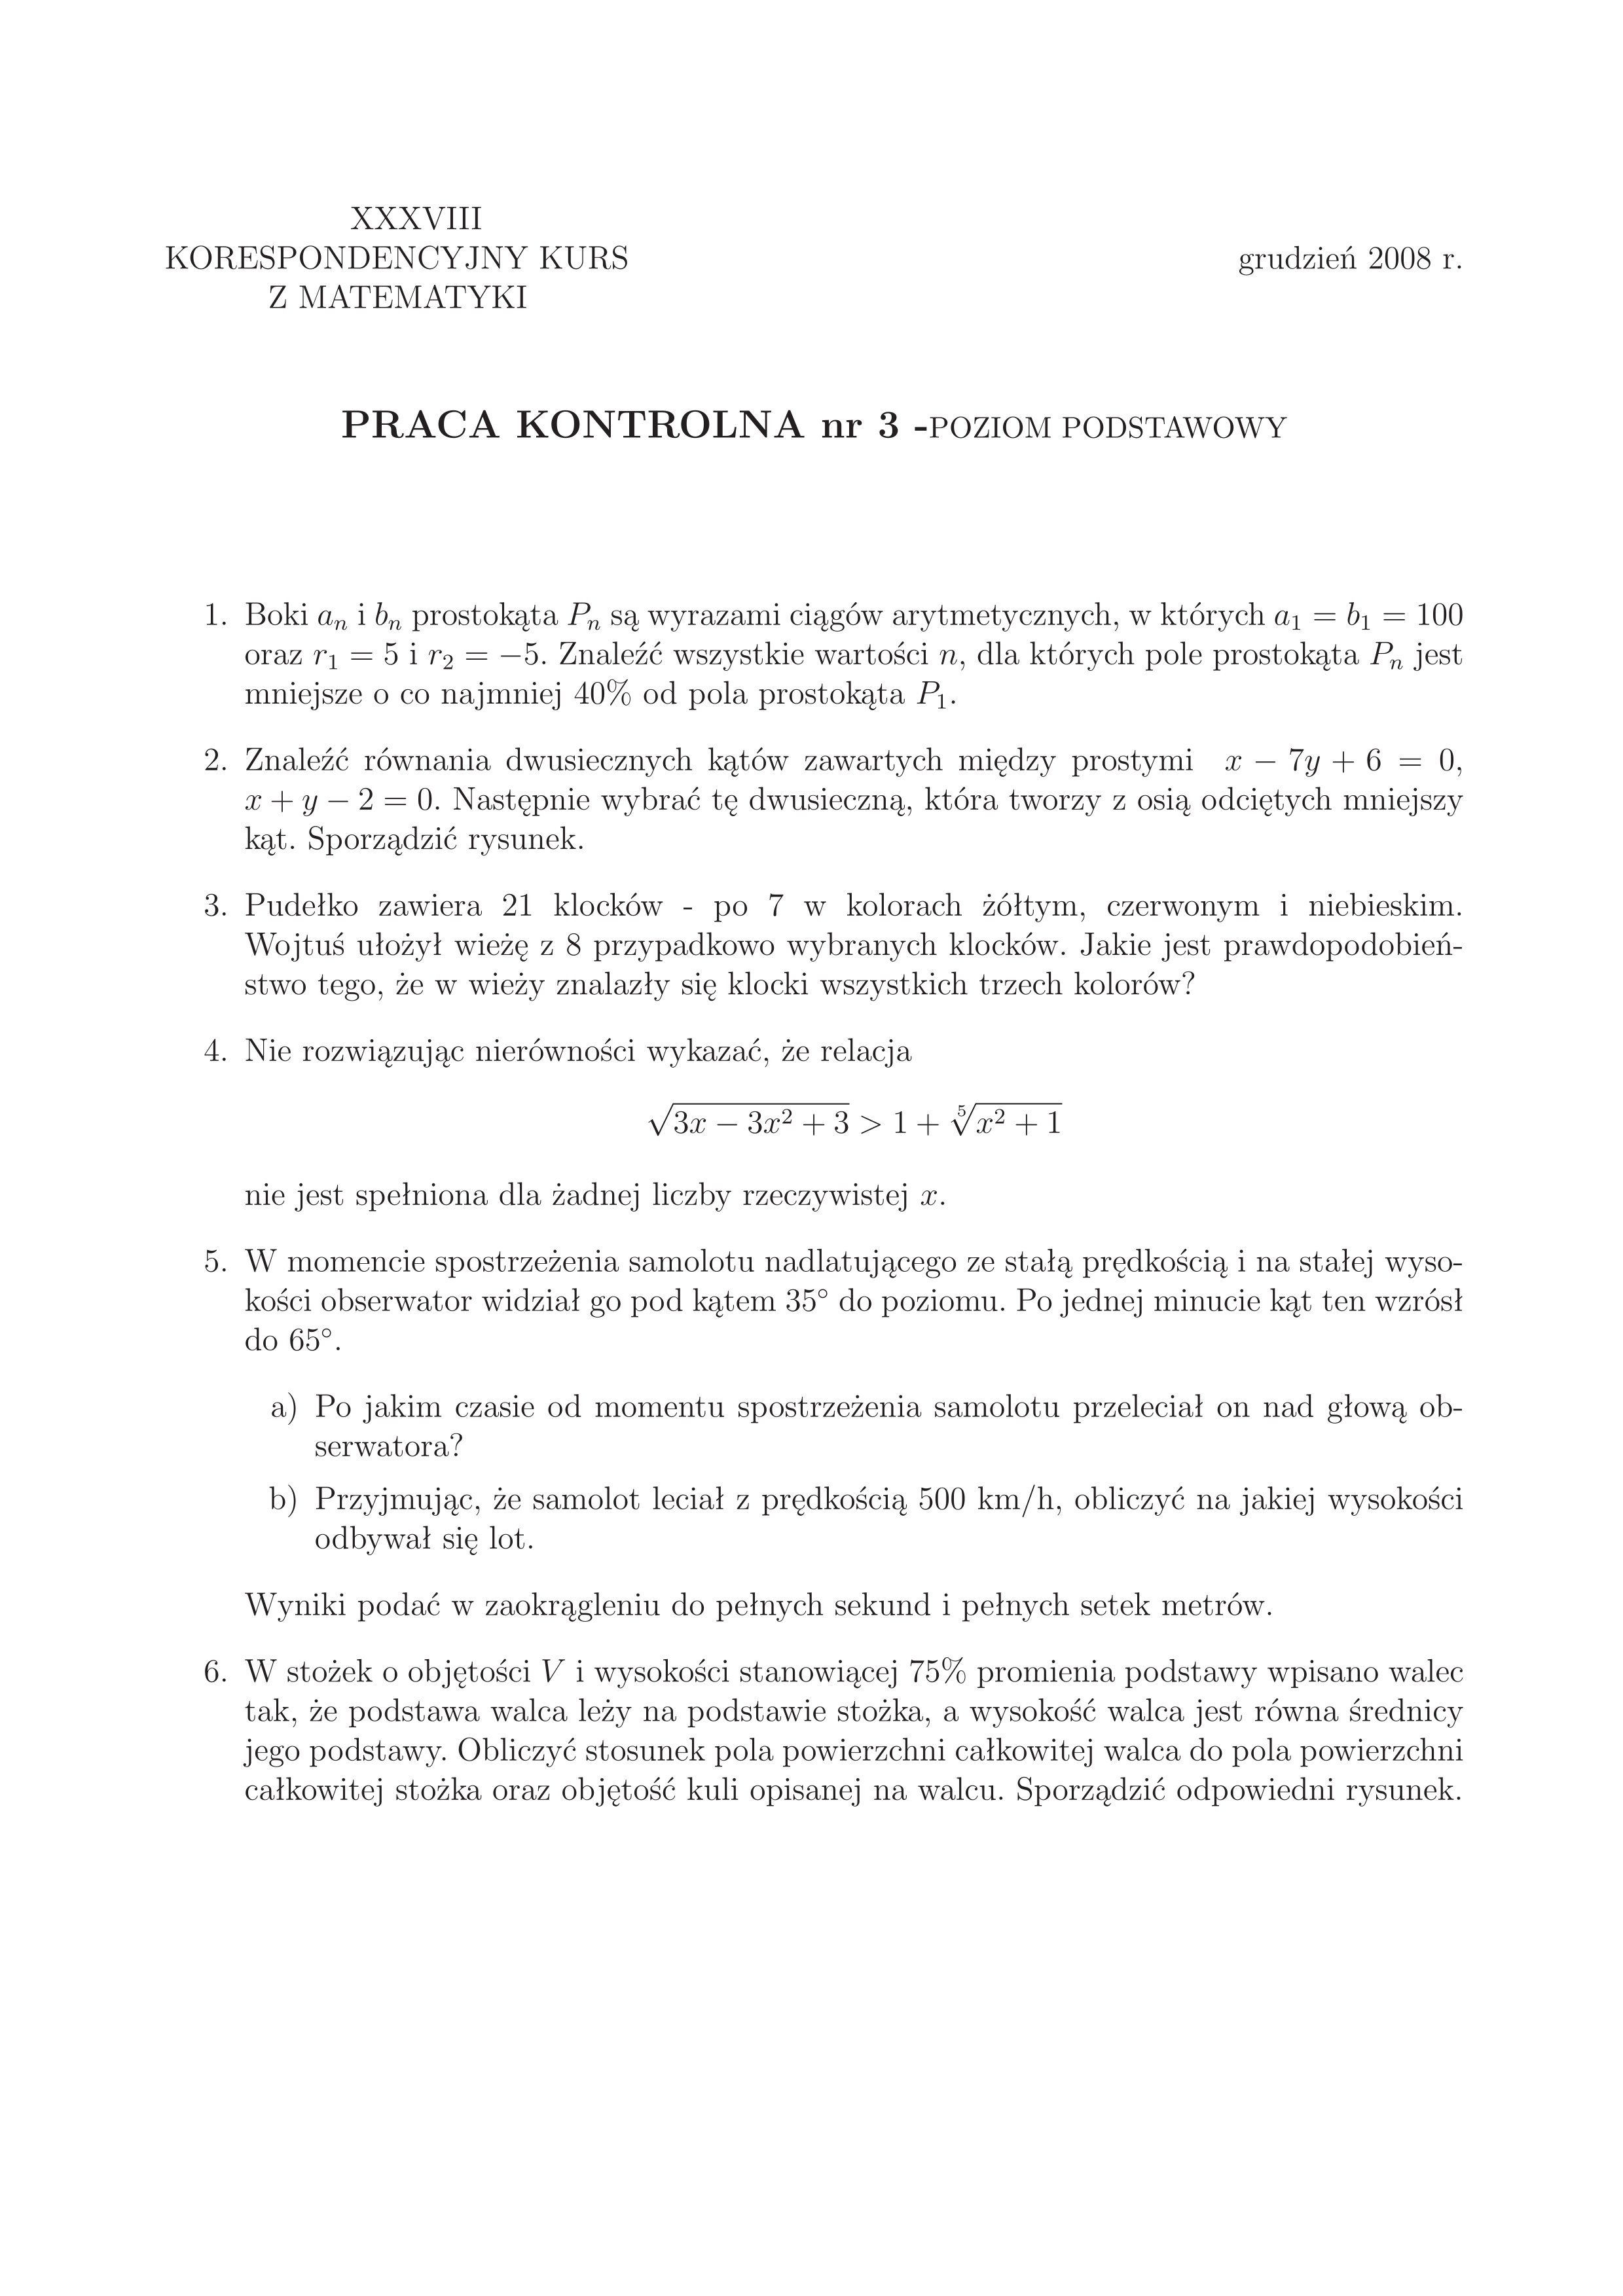 XXXVIII
KORESPONDENCYJNY KURS
Z MATEMATYKI
grudzień 2008 r.
PRACA KONTROLNA nr 3 -POZIOM PODSTAWOWY
1. Boki $a_n$ i $b_n$ prostokąta $P_n$ są wyrazami ciągów arytmetycznych, w których $a_1 = b_1 = 100$
oraz $r_1 = 5$ i $r_2 = -5$. Znaleźć wszystkie wartości $n$, dla których pole prostokąta $P_n$ jest
mniejsze o co najmniej 40% od pola prostokąta $P_1$.
2. Znaleźć równania dwusiecznych kątów zawartych między prostymi $x - 7y + 6 = 0$,
$x + y - 2 = 0$. Następnie wybrać tę dwusieczną, która tworzy z osią odciętych mniejszy
kąt. Sporządzić rysunek.
3. Pudełko zawiera 21 klocków - po 7 w kolorach żółtym, czerwonym i niebieskim.
Wojtuś ułożył wieżę z 8 przypadkowo wybranych klocków. Jakie jest prawdopodobień-
stwo tego, że w wieży znalazły się klocki wszystkich trzech kolorów?
4. Nie rozwiązując nierówności wykazać, że relacja
$\sqrt{3x - 3x^2 + 3} > 1 + \sqrt[5]{x^2 + 1}$
nie jest spełniona dla żadnej liczby rzeczywistej $x$.
5. W momencie spostrzeżenia samolotu nadlatującego ze stałą prędkością i na stałej wyso-
kości obserwator widział go pod kątem 35° do poziomu. Po jednej minucie kąt ten wzrósł
do 65°.
a) Po jakim czasie od momentu spostrzeżenia samolotu przeleciał on nad głową ob-
serwatora?
b) Przyjmując, że samolot leciał z prędkością 500 km/h, obliczyć na jakiej wysokości
odbywał się lot.
Wyniki podać w zaokrągleniu do pełnych sekund i pełnych setek metrów.
6. W stożek o objętości $V$ i wysokości stanowiącej 75% promienia podstawy wpisano walec
tak, że podstawa walca leży na podstawie stożka, a wysokość walca jest równa średnicy
jego podstawy. Obliczyć stosunek pola powierzchni całkowitej walca do pola powierzchni
całkowitej stożka oraz objętość kuli opisanej na walcu. Sporządzić odpowiedni rysunek.